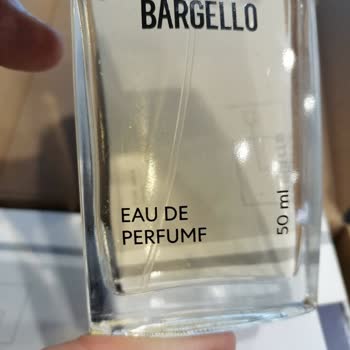 BARGELLO
EAU DE
PERFUMF
50 ml